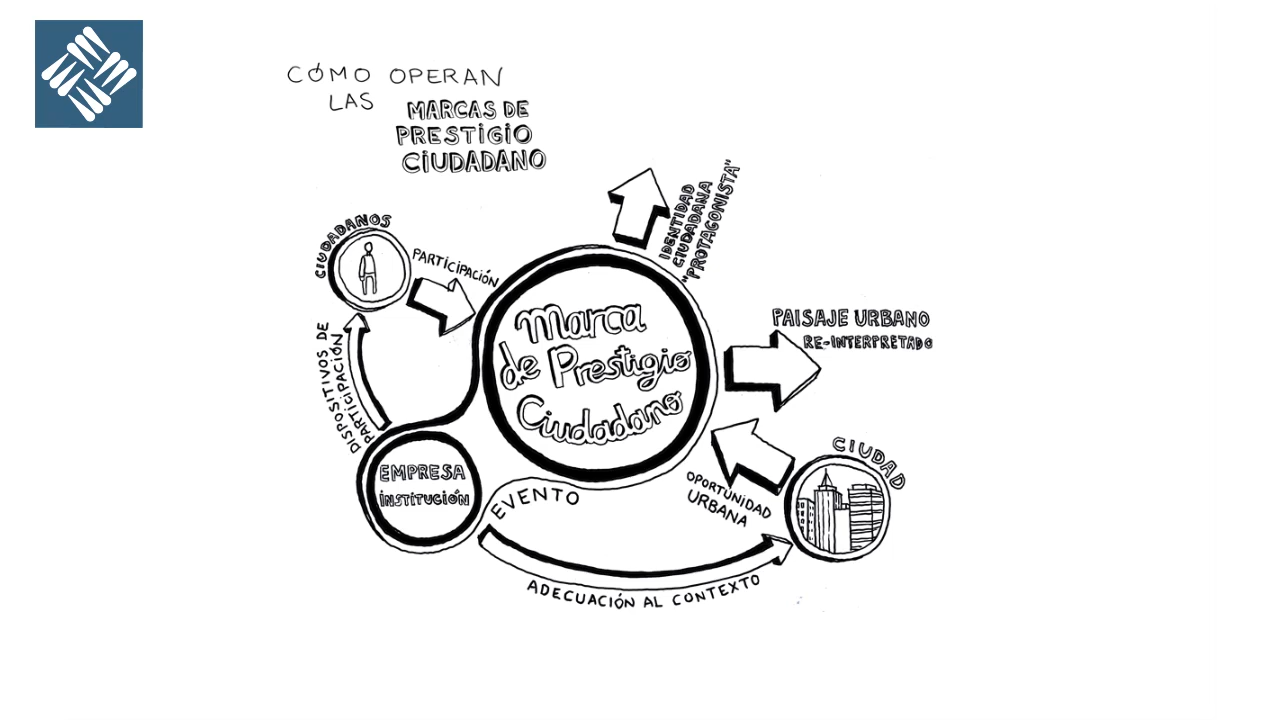 CÓMO OPERAN
LAS MARCAS DE
PRESTIGIO
CIUDADANO
IDENTIDAD
CIUDADANA
"PROTAGONISTA"
CIUDADANOS
PARTICIPACIÓN
PAISAJE URBANO
RE-INTERPRETADO
Marca
de Prestigio
Ciudadano
DISPOSITIVOS DE
PARTICIPACIÓN
CIUDAD
EMPRESA
INSTITUCIÓN
EVENTO
OPORTUNIDAD
URBANA
ADECUACIÓN AL CONTEXTO